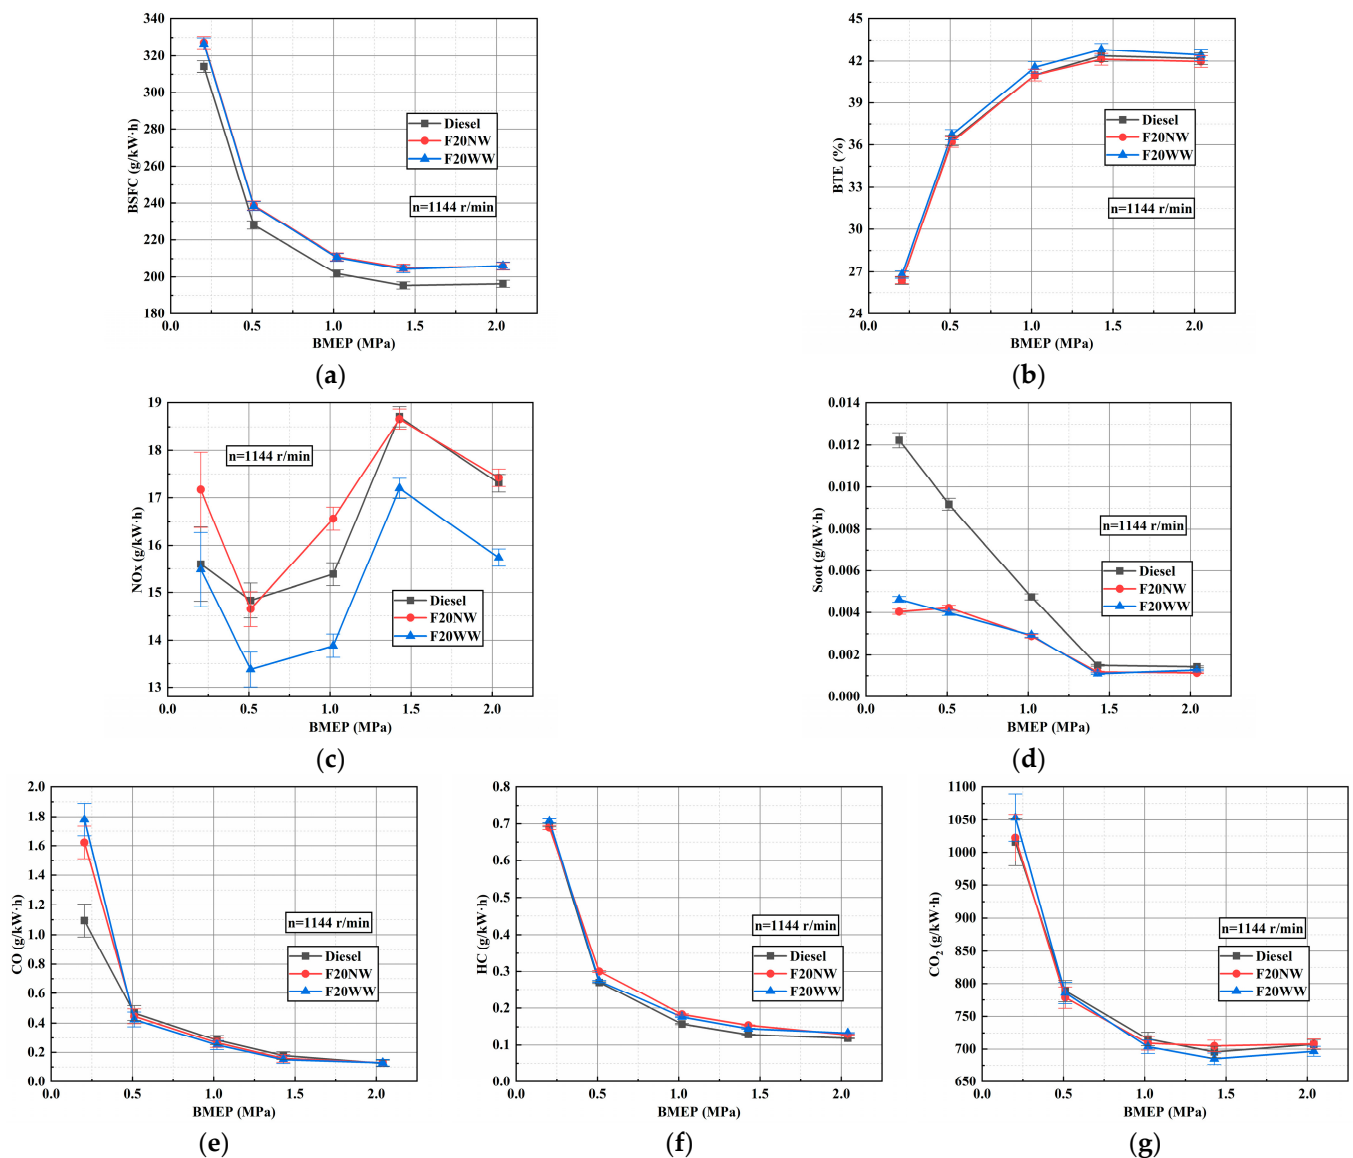 340
320
300
280
260
240
220
200
180
BSFC (g/kW·h)
Diesel
F20NW
F20WW
n=1144 r/min
0.0 0.5 1.0 1.5 2.0
BMEP (MPa)
(a)
45
42
39
36
33
30
27
24
BTE (%)
Diesel
F20NW
F20WW
n=1144 r/min
0.0 0.5 1.0 1.5 2.0
BMEP (MPa)
(b)
19
18
17
16
15
14
13
NOx (g/kW·h)
n=1144 r/min
Diesel
F20NW
F20WW
0.0 0.5 1.0 1.5 2.0
BMEP (MPa)
(c)
0.014
0.012
0.010
0.008
0.006
0.004
0.002
0.000
Soot (g/kW·h)
n=1144 r/min
Diesel
F20NW
F20WW
0.0 0.5 1.0 1.5 2.0
BMEP (MPa)
(d)
2.0
1.8
1.6
1.4
1.2
1.0
0.8
0.6
0.4
0.2
0.0
CO (g/kW·h)
n=1144 r/min
Diesel
F20NW
F20WW
0.0 0.5 1.0 1.5 2.0
BMEP (MPa)
(e)
0.8
0.7
0.6
0.5
0.4
0.3
0.2
0.1
0.0
HC (g/kW·h)
n=1144 r/min
Diesel
F20NW
F20WW
0.0 0.5 1.0 1.5 2.0
BMEP (MPa)
(f)
1100
1050
1000
950
900
850
800
750
700
650
CO₂ (g/kW·h)
n=1144 r/min
Diesel
F20NW
F20WW
0.0 0.5 1.0 1.5 2.0
BMEP (MPa)
(g)